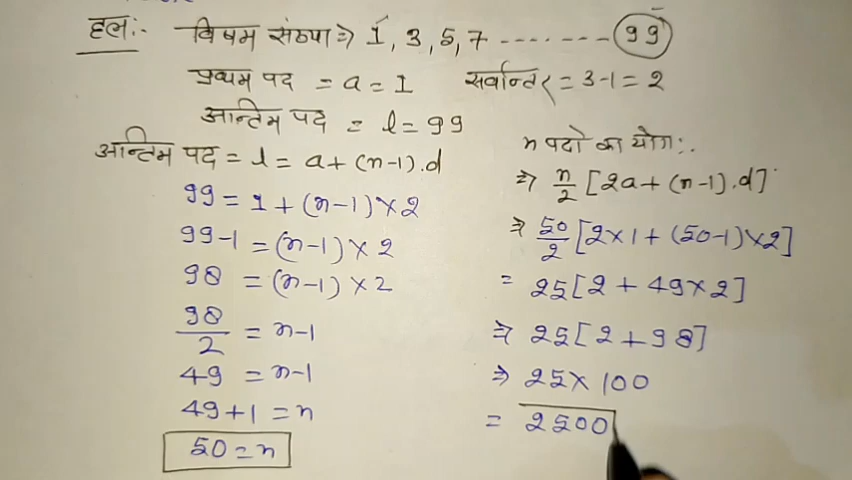 हल:- विषम संख्या ⇒ 1, 3, 5, 7 ........... 99
प्रथम पद = a = 1 सर्वान्तर = 3-1 = 2
अन्तिम पद = l = 99
अन्तिम पद = l = a + (n-1).d
99 = 1 + (n-1) × 2
99-1 = (n-1) × 2
98 = (n-1) × 2
98/2 = n-1
49 = n-1
49+1 = n
50 = n
n पदो का योग:.
⇒ n/2 [2a + (n-1).d]
⇒ 50/2 [2×1 + (50-1)×2]
= 25[2 + 49×2]
⇒ 25[2 + 98]
⇒ 25 × 100
= 2500